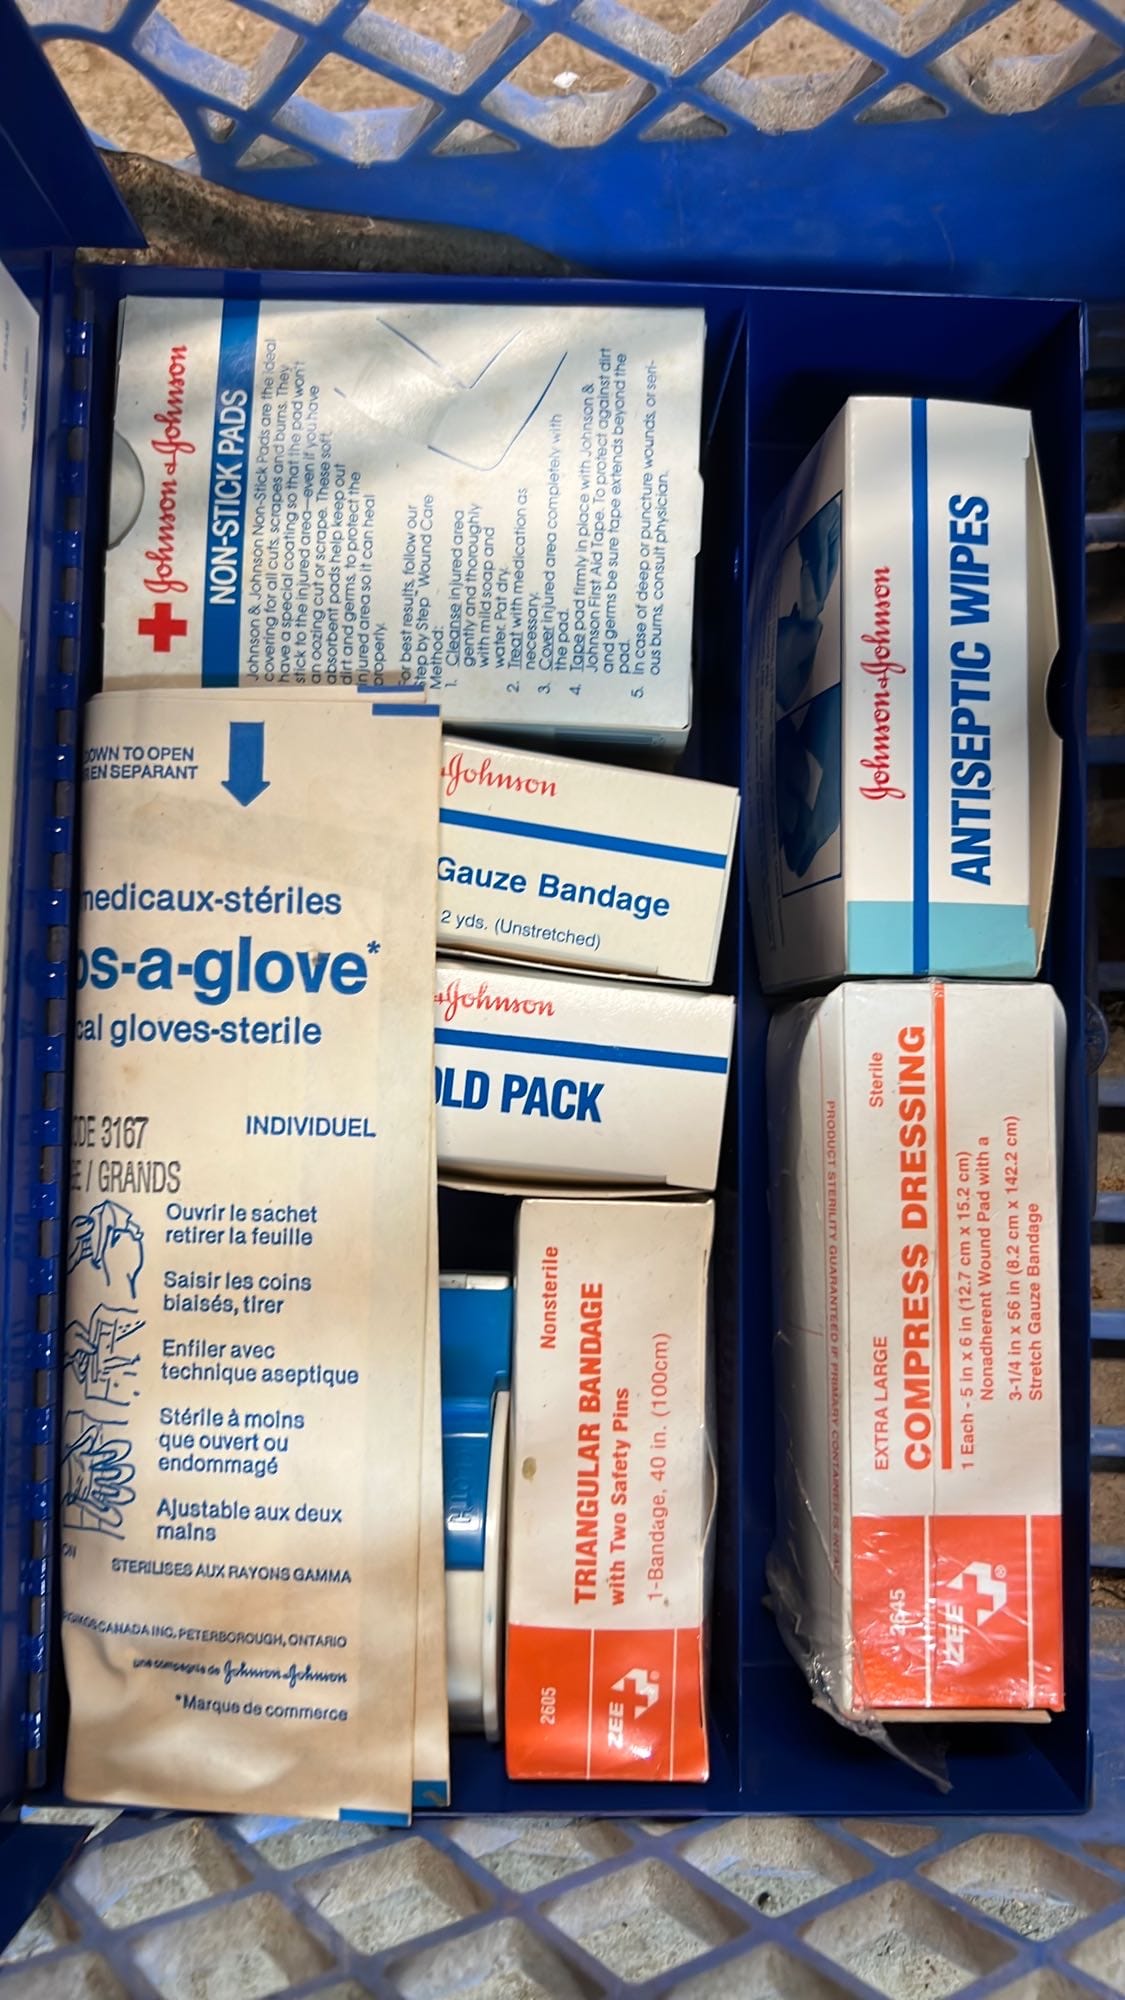 Johnson & Johnson
NON-STICK PADS
Johnson & Johnson Non-Stick Pads are the ideal
covering for all cuts, scrapes and burns. They
have a special coating so that the pad won't
stick to the injured area—even if you have
an oozing cut or scrape. These soft,
absorbent pads help keep out
dirt and germs, to protect the
injured area so it can heal
properly.
For best results, follow our
Step by Step™ Wound Care
Method:
1. Cleanse injured area
gently and thoroughly
with mild soap and
water. Pat dry.
2. Treat with medication as
necessary.
3. Cover injured area completely with
the pad.
4. Tape pad firmly in place with Johnson &
Johnson First Aid Tape. To protect against dirt
and germs be sure tape extends beyond the
pad.
5. In case of deep or puncture wounds, or seri-
ous burns, consult physician.
OWN TO OPEN
EN SEPARANT
medicaux-stériles
s-a-glove*
cal gloves-sterile
DE 3167
INDIVIDUEL
E / GRANDS
Ouvrir le sachet
retirer la feuille
Saisir les coins
biaisés, tirer
Enfiler avec
technique aseptique
Stérile à moins
que ouvert ou
endommagé
Ajustable aux deux
mains
ON
STERILISES AUX RAYONS GAMMA
CANADA INC. PETERBOROUGH, ONTARIO
une compagnie de Johnson & Johnson
*Marque de commerce
Johnson
Gauze Bandage
2 yds. (Unstretched)
& Johnson
OLD PACK
Nonsterile
TRIANGULAR BANDAGE
with Two Safety Pins
1-Bandage, 40 in. (100cm)
2605
ZEE®
Johnson & Johnson
ANTISEPTIC WIPES
PRODUCT STERILITY GUARANTEED IF PRIMARY CONTAINER IS INTAC
EXTRA LARGE Sterile
COMPRESS DRESSING
1 Each - 5 in x 6 in (12.7 cm x 15.2 cm)
Nonadherent Wound Pad with a
3-1/4 in x 56 in (8.2 cm x 142.2 cm)
Stretch Gauze Bandage
2645
ZEE®